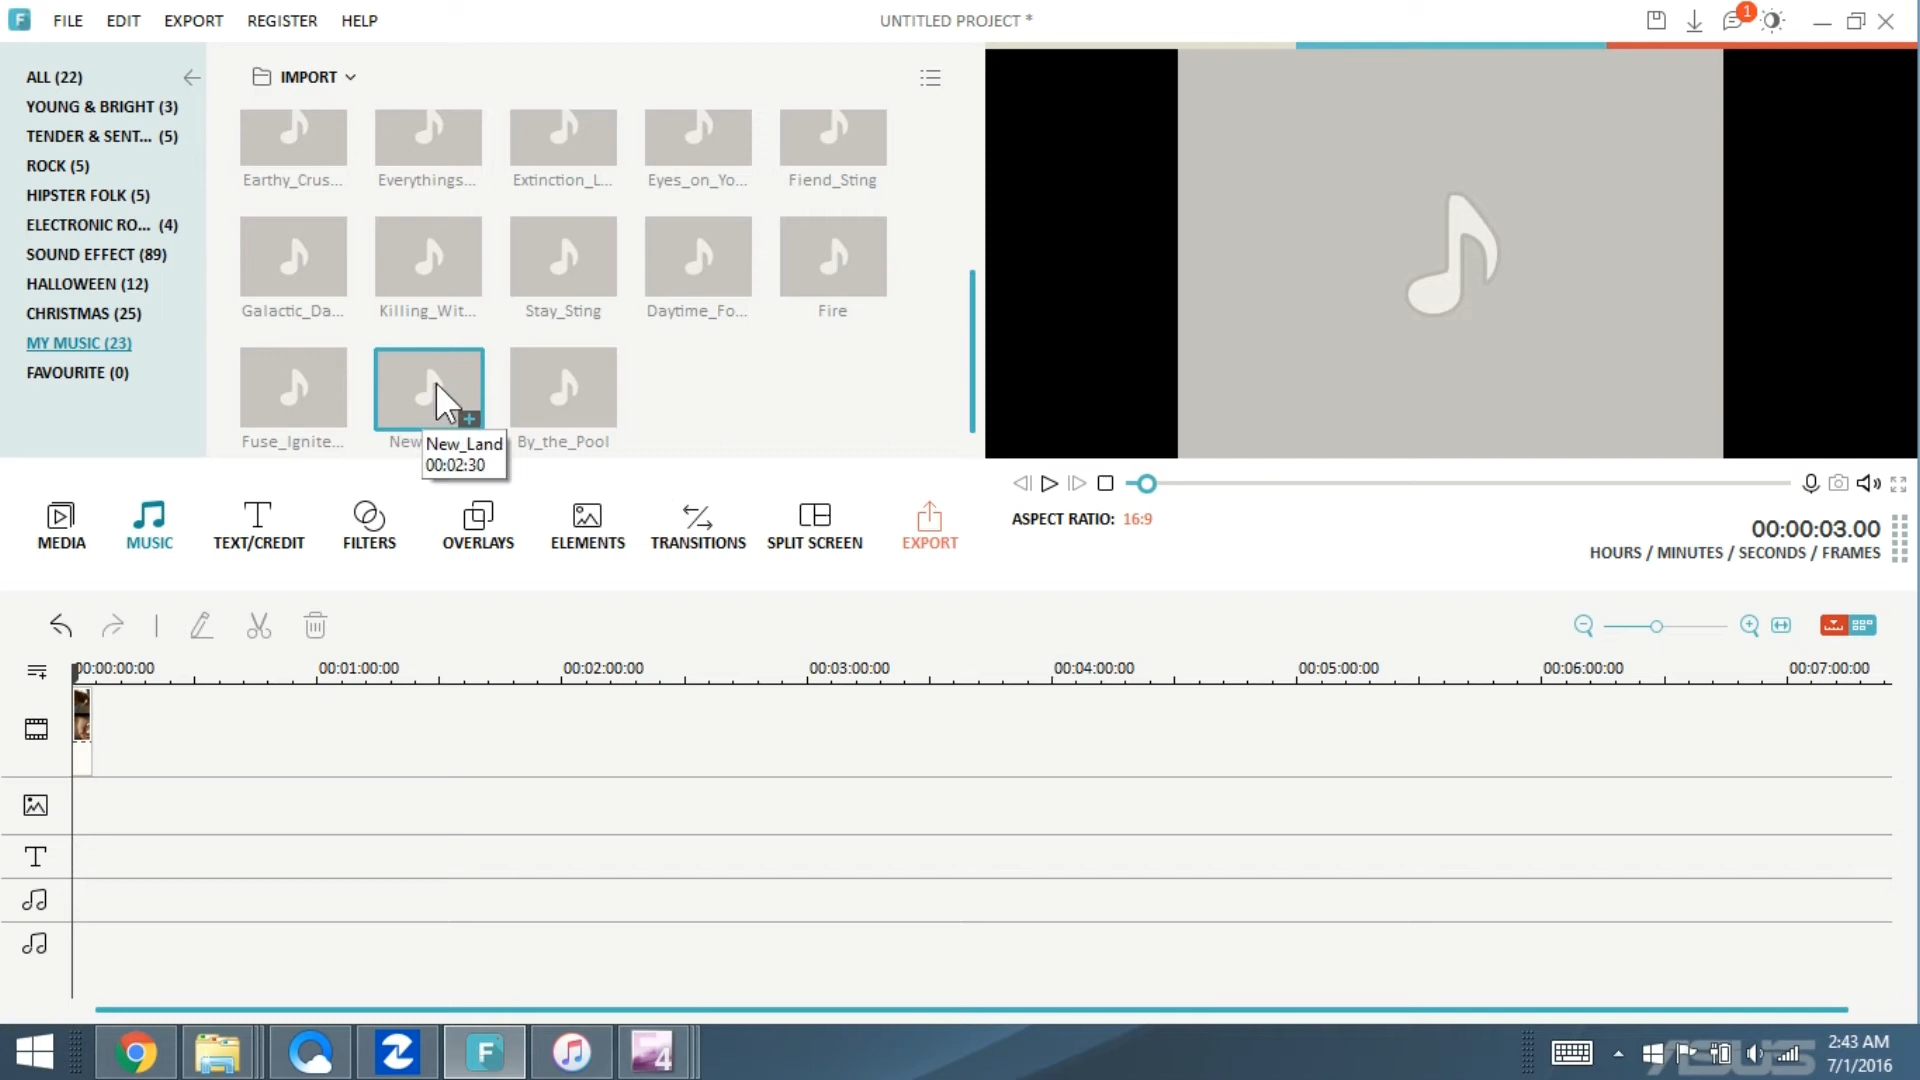 F FILE EDIT EXPORT REGISTER HELP UNTITLED PROJECT * 1
ALL (22)
YOUNG & BRIGHT (3)
TENDER & SENT... (5)
ROCK (5)
HIPSTER FOLK (5)
ELECTRONIC RO... (4)
SOUND EFFECT (89)
HALLOWEEN (12)
CHRISTMAS (25)
MY MUSIC (23)
FAVOURITE (0)
IMPORT
Earthy_Crus... Everythings... Extinction_L... Eyes_on_Yo... Fiend_Sting
Galactic_Da... Killing_Wit... Stay_Sting Daytime_Fo... Fire
Fuse_Ignite... New By_the_Pool
New_Land
00:02:30
MEDIA MUSIC TEXT/CREDIT FILTERS OVERLAYS ELEMENTS TRANSITIONS SPLIT SCREEN EXPORT
ASPECT RATIO: 16:9
00:00:03.00
HOURS / MINUTES / SECONDS / FRAMES
00:00:00:00 00:01:00:00 00:02:00:00 00:03:00:00 00:04:00:00 00:05:00:00 00:06:00:00 00:07:00:00
T
Z F 4
ASUS
2:43 AM
7/1/2016